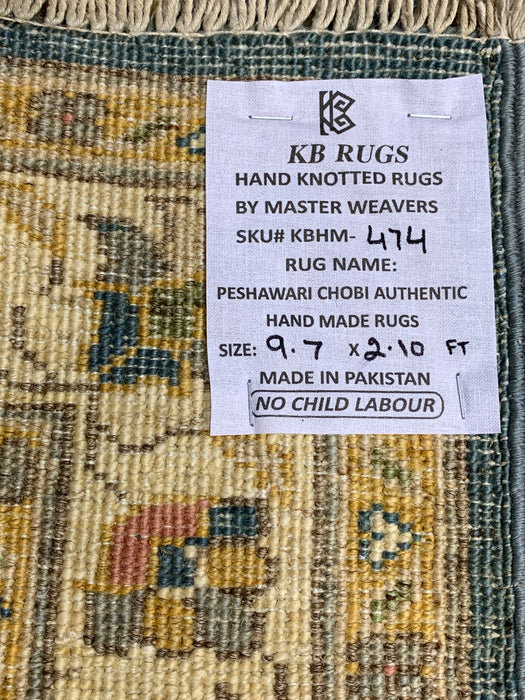 KB
KB RUGS
HAND KNOTTED RUGS
BY MASTER WEAVERS
SKU# KBHM- 474
RUG NAME:
PESHAWARI CHOBI AUTHENTIC
HAND MADE RUGS
SIZE: 9.7 X 2.10 FT
MADE IN PAKISTAN
NO CHILD LABOUR